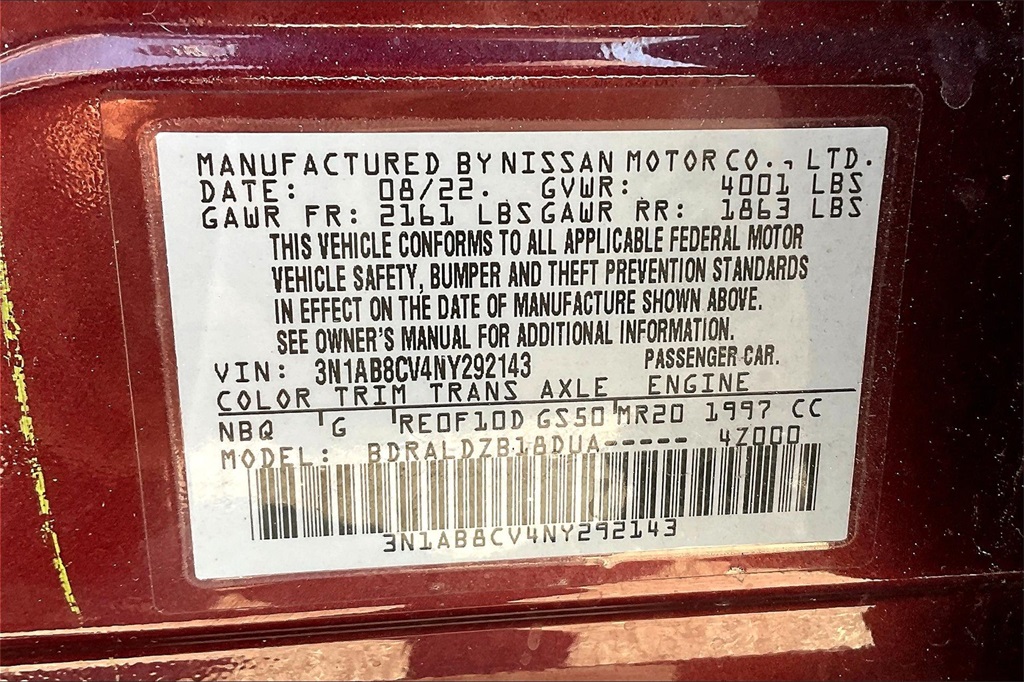 MANUFACTURED BY NISSAN MOTOR CO., LTD.
DATE: 08/22. GVWR: 4001 LBS
GAWR FR: 2161 LBS GAWR RR: 1863 LBS
THIS VEHICLE CONFORMS TO ALL APPLICABLE FEDERAL MOTOR
VEHICLE SAFETY, BUMPER AND THEFT PREVENTION STANDARDS
IN EFFECT ON THE DATE OF MANUFACTURE SHOWN ABOVE.
SEE OWNER'S MANUAL FOR ADDITIONAL INFORMATION.
VIN: 3N1AB8CV4NY292143 PASSENGER CAR.
COLOR TRIM TRANS AXLE ENGINE
NBQ G RE0F10D GS50 MR20 1997 CC
MODEL: BDRALDZB18DUA----- 4Z000
3N1AB8CV4NY292143